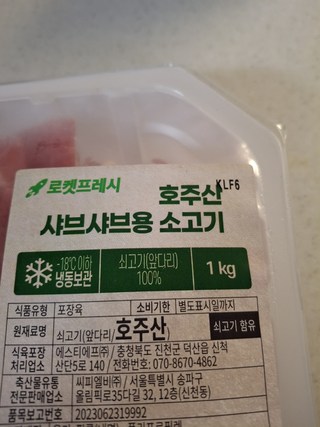 로켓프레시
호주산
KLF6
샤브샤브용 소고기
-18℃ 이하
냉동보관
쇠고기(앞다리)
100%
1 kg
식품유형 포장육 소비기한 별도표시일까지
원재료명 쇠고기(앞다리/호주산) 쇠고기 함유
식육포장
처리업소
에스티에프㈜ / 충청북도 진천군 덕산읍 신척
산단5로 140 / 전화번호: 070-8670-4862
축산물유통
전문판매업소
씨피엘비㈜ / 서울특별시 송파구
올림픽로35다길 32, 12층(신천동)
품목보고번호 2023062319992